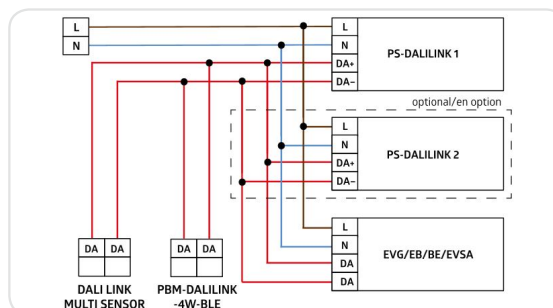 L
N
L
N
DA+
DA−
PS-DALILINK 1
optional/en option
L
N
DA+
DA−
PS-DALILINK 2
L
N
DA
DA
EVG/EB/BE/EVSA
DA DA
DA DA
DALI LINK
MULTI SENSOR
PBM-DALILINK
-4W-BLE